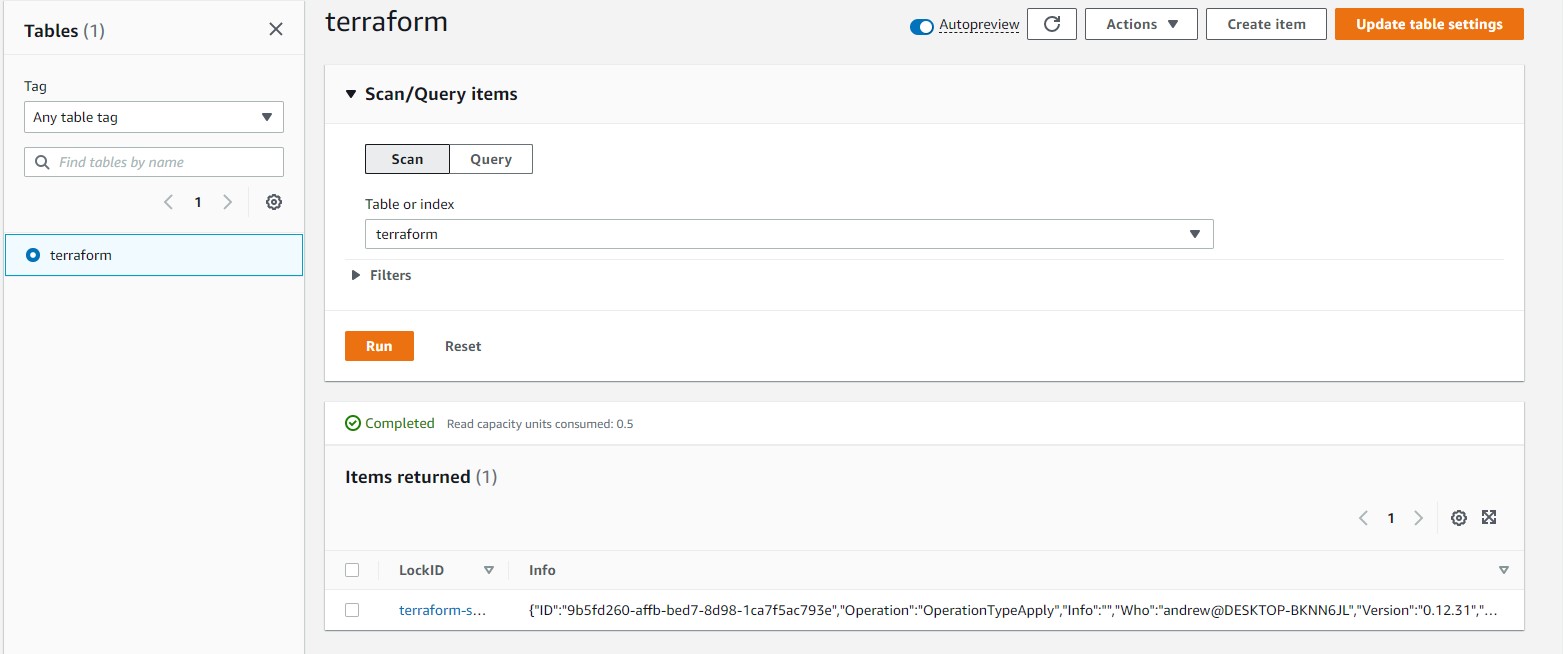 Tables (1)
Tag
Any table tag
Find tables by name
1
terraform
terraform
Autopreview
Actions
Create item
Update table settings
Scan/Query items
Scan
Query
Table or index
terraform
Filters
Run
Reset
Completed
Read capacity units consumed: 0.5
Items returned (1)
1
LockID
Info
terraform-s...
{"ID":"9b5fd260-affb-bed7-8d98-1ca7f5ac793e","Operation":"OperationTypeApply","Info":"","Who":"andrew@DESKTOP-BKNN6JL","Version":"0.12.31","...